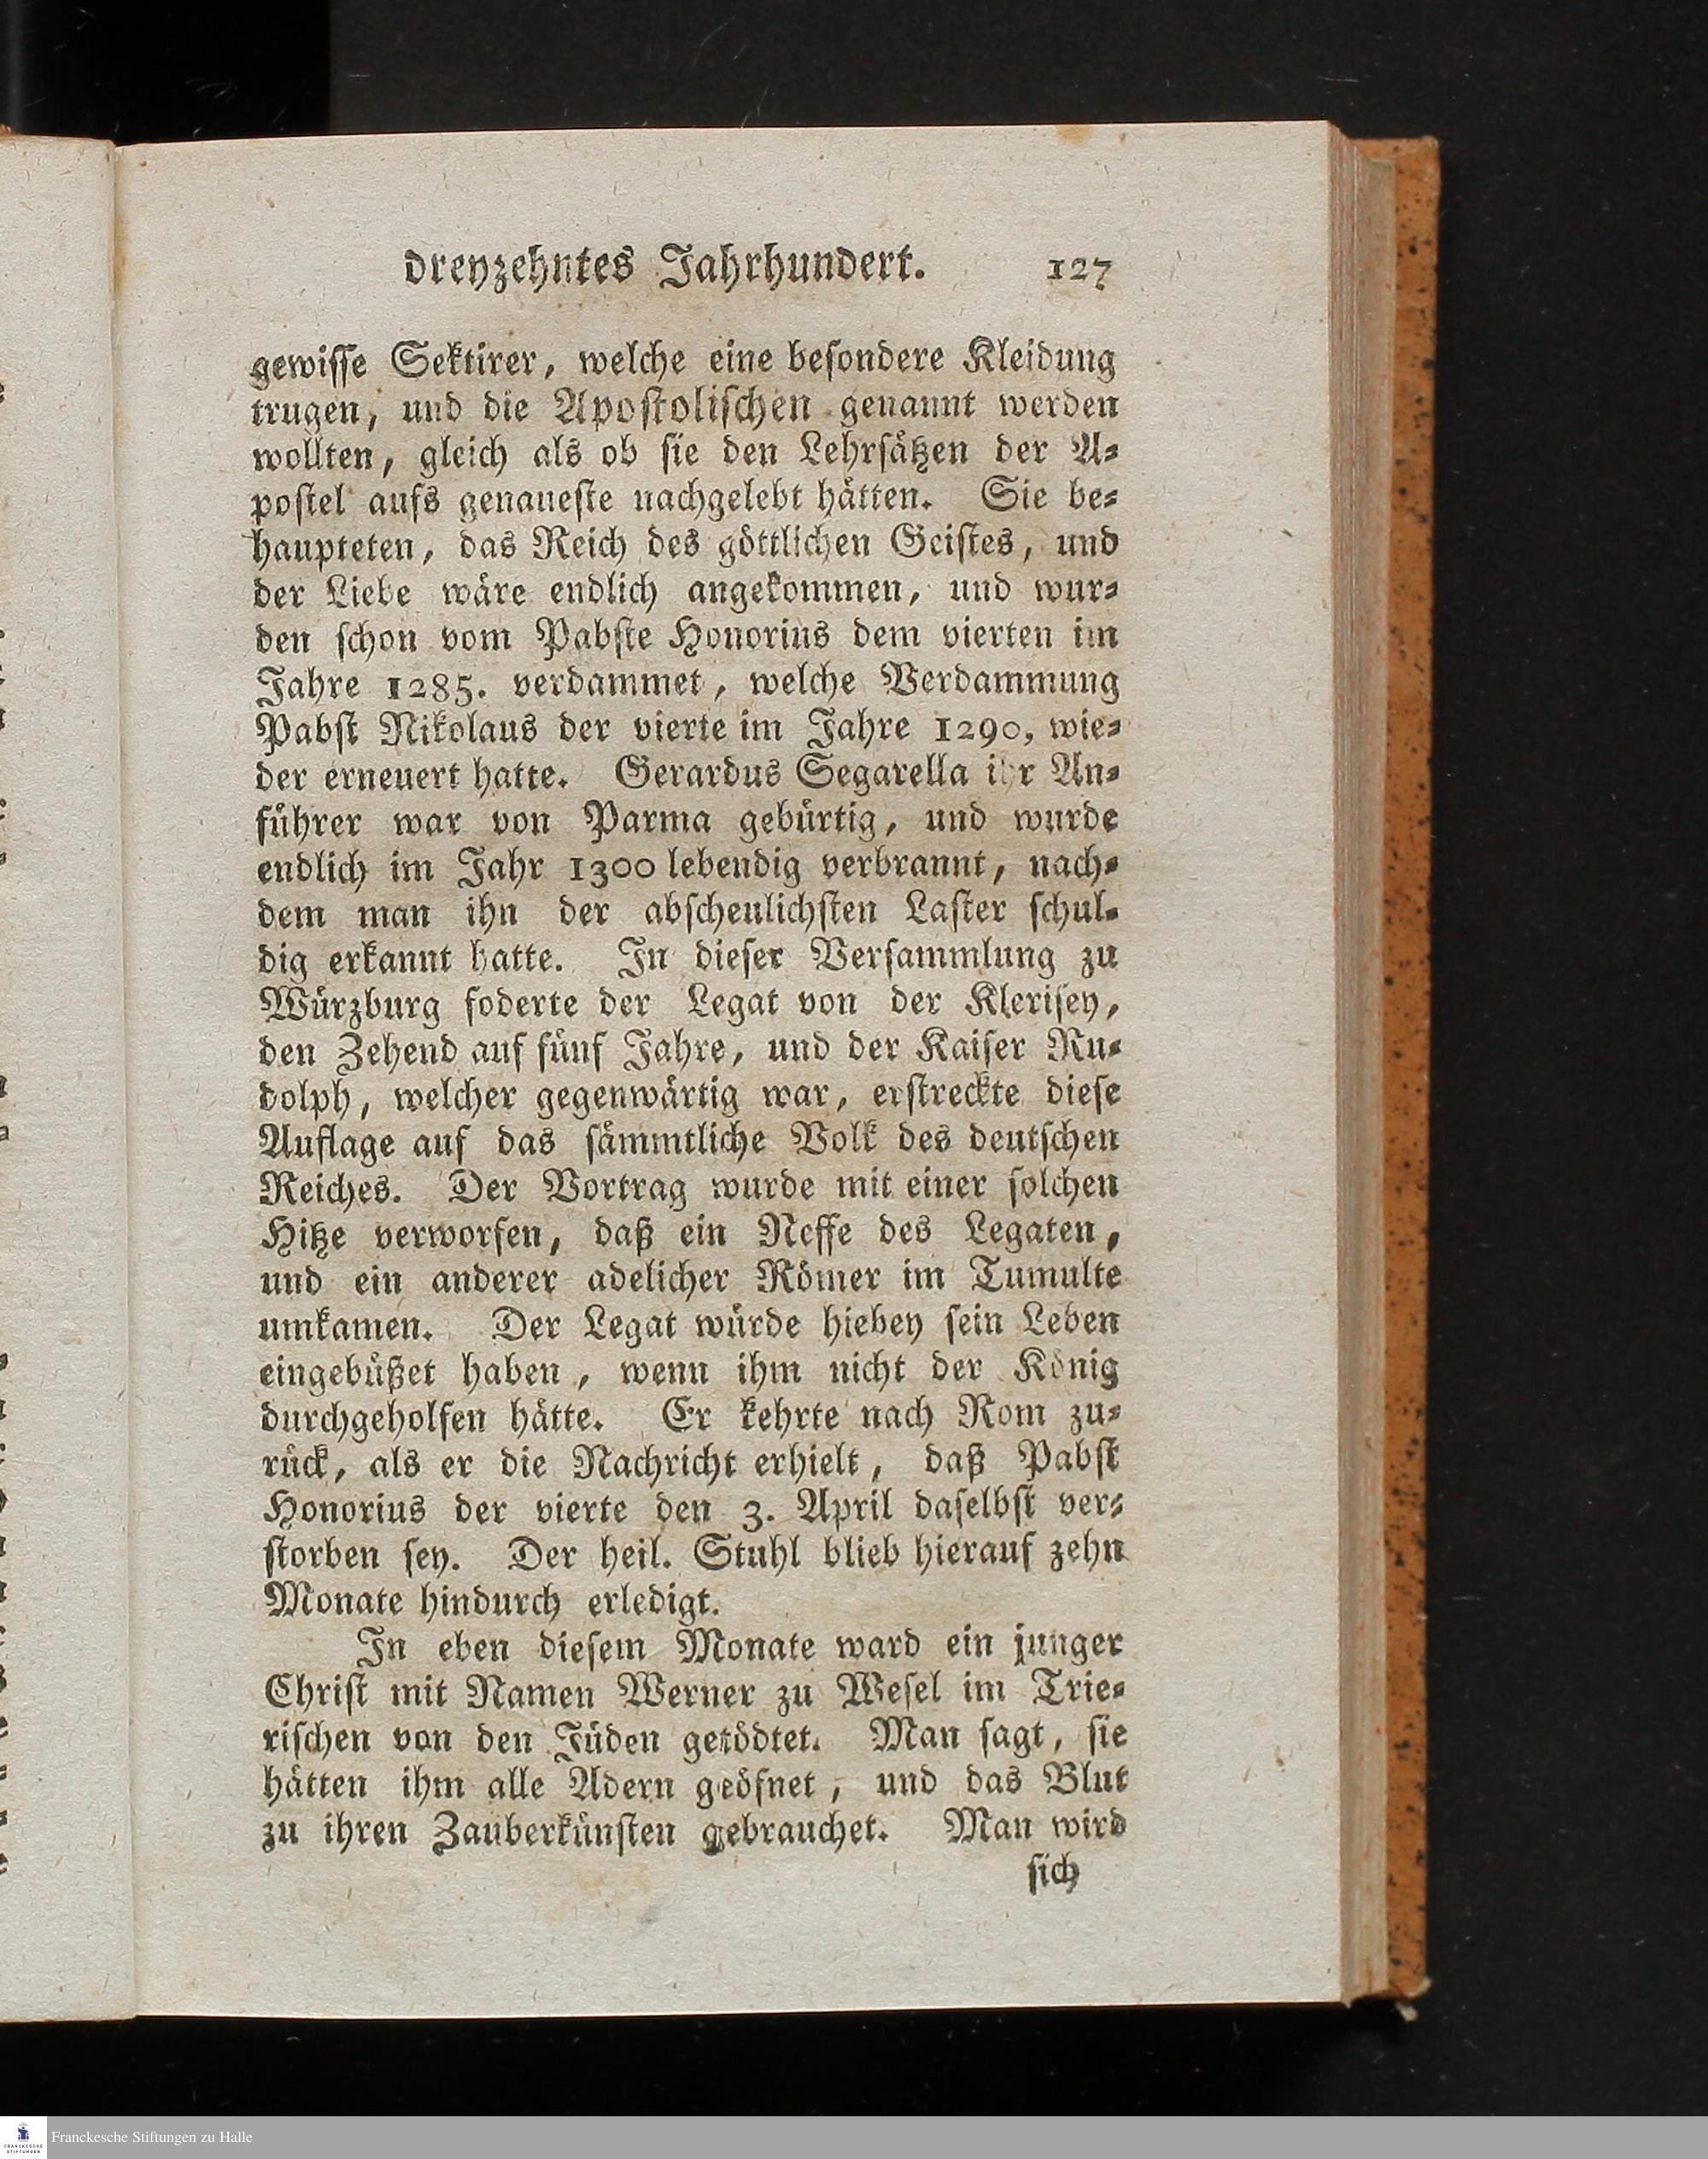 dreyzehntes Jahrhundert. 127
gewisse Sektirer, welche eine besondere Kleidung
trugen, und die Apostolischen genannt werden
wollten, gleich als ob sie den Lehrsätzen der A-
postel aufs genaueste nachgelebt hätten. Sie be-
haupteten, das Reich des göttlichen Geistes, und
der Liebe wäre endlich angekommen, und wur-
den schon vom Pabste Honorius dem vierten im
Jahre 1285. verdammet, welche Verdammung
Pabst Nikolaus der vierte im Jahre 1290, wie-
der erneuert hatte. Gerardus Segarella ihr An-
führer war von Parma gebürtig, und wurde
endlich im Jahr 1300 lebendig verbrannt, nach-
dem man ihn der abscheulichsten Laster schul-
dig erkannt hatte. In dieser Versammlung zu
Würzburg foderte der Legat von der Klerisey,
den Zehend auf fünf Jahre, und der Kaiser Ru-
dolph, welcher gegenwärtig war, erstreckte diese
Auflage auf das sämmtliche Volk des deutschen
Reiches. Der Vortrag wurde mit einer solchen
Hitze verworfen, daß ein Neffe des Legaten,
und ein anderer adelicher Römer im Tumulte
umkamen. Der Legat würde hiebey sein Leben
eingebüßet haben, wenn ihm nicht der König
durchgeholfen hätte. Er kehrte nach Rom zu-
rück, als er die Nachricht erhielt, daß Pabst
Honorius der vierte den 3. April daselbst ver-
storben sey. Der heil. Stuhl blieb hierauf zehn
Monate hindurch erledigt.
In eben diesem Monate ward ein junger
Christ mit Namen Werner zu Wesel im Trie-
rischen von den Jüden getödtet. Man sagt, sie
hätten ihm alle Adern geöfnet, und das Blut
zu ihren Zauberkünsten gebrauchet. Man wird
sich
Franckesche Stiftungen zu Halle